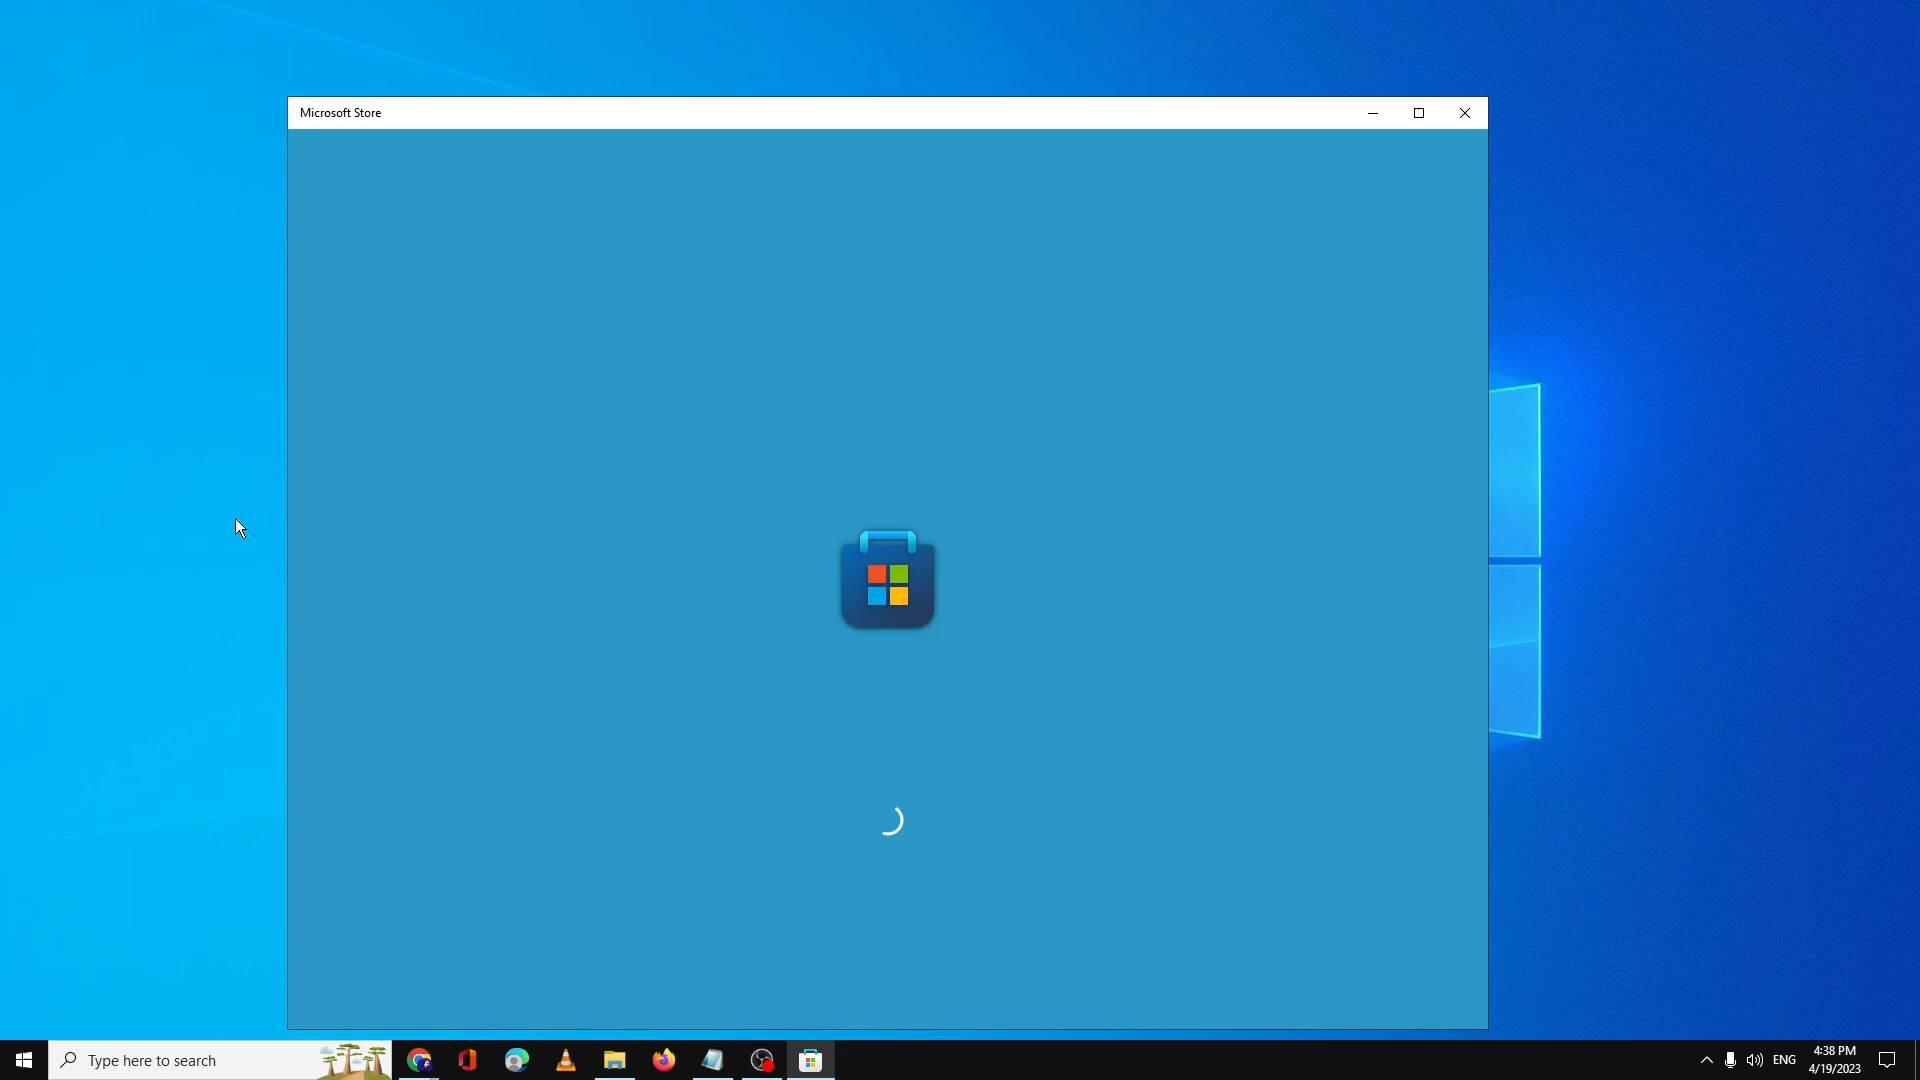 Microsoft Store
Type here to search
ENG
4:38 PM
4/19/2023